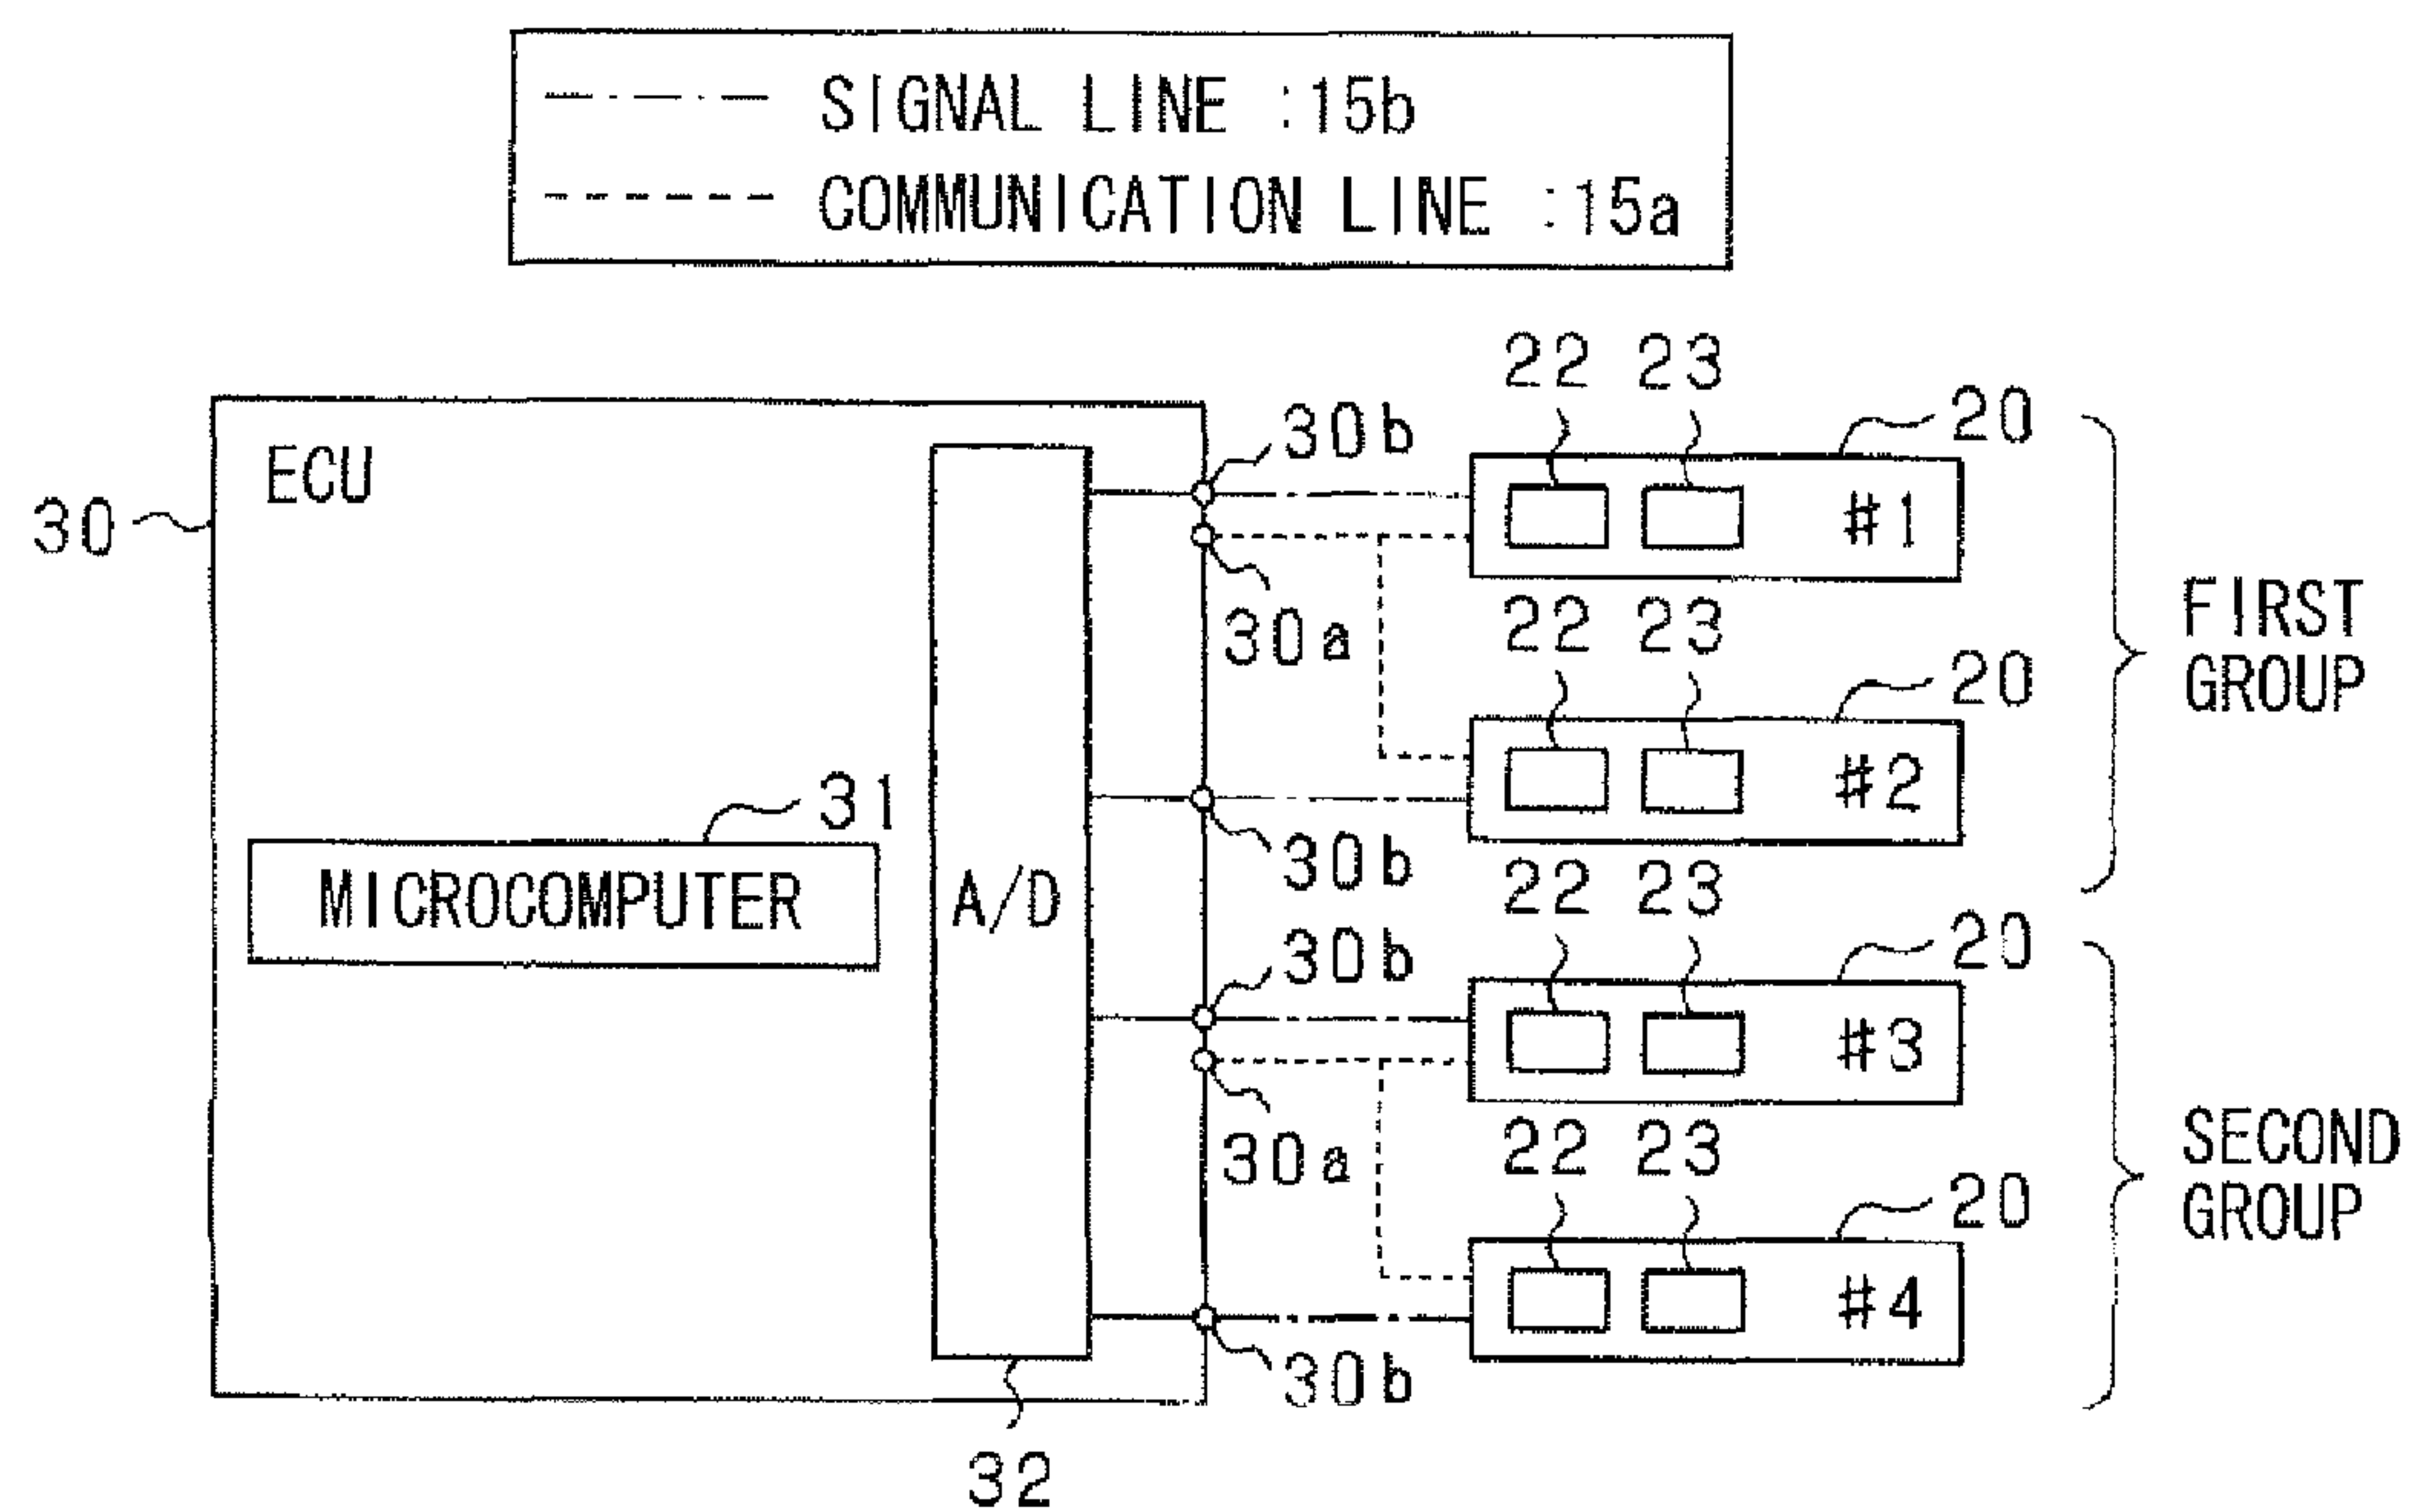 SIGNAL LINE :15b
COMMUNICATION LINE :15a
22 23
30b
20
ECU
30
#1
30a
22 23
FIRST
GROUP
20
#2
31
30b
22 23
MICROCOMPUTER
A/D
30b
20
#3
30a
22 23
SECOND
GROUP
20
#4
30b
32